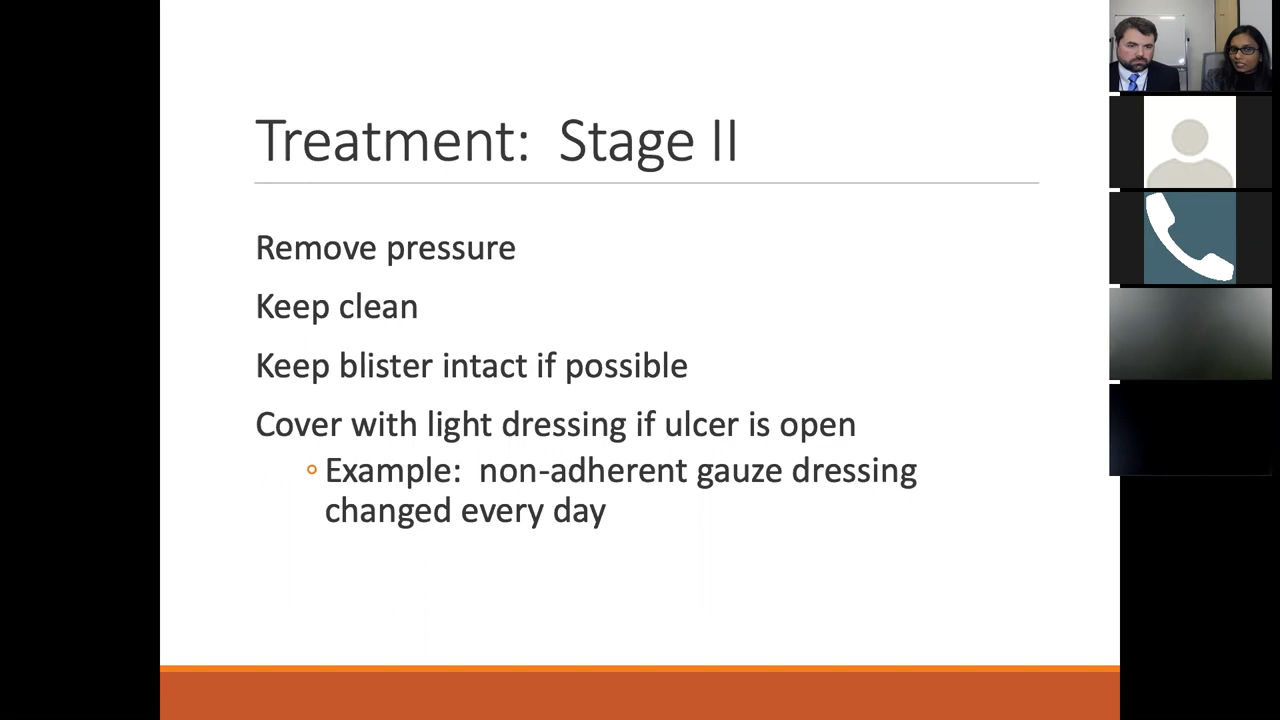 Treatment:  Stage II
Remove pressure
Keep clean
Keep blister intact if possible
Cover with light dressing if ulcer is open
Example:  non-adherent gauze dressing
changed every day